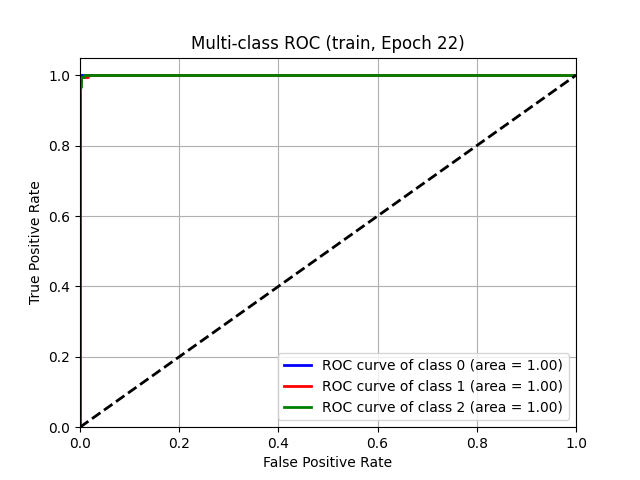 Multi-class ROC (train, Epoch 22)
True Positive Rate
1.0
0.8
0.6
0.4
0.2
0.0
ROC curve of class 0 (area = 1.00)
ROC curve of class 1 (area = 1.00)
ROC curve of class 2 (area = 1.00)
0.0 0.2 0.4 0.6 0.8 1.0
False Positive Rate